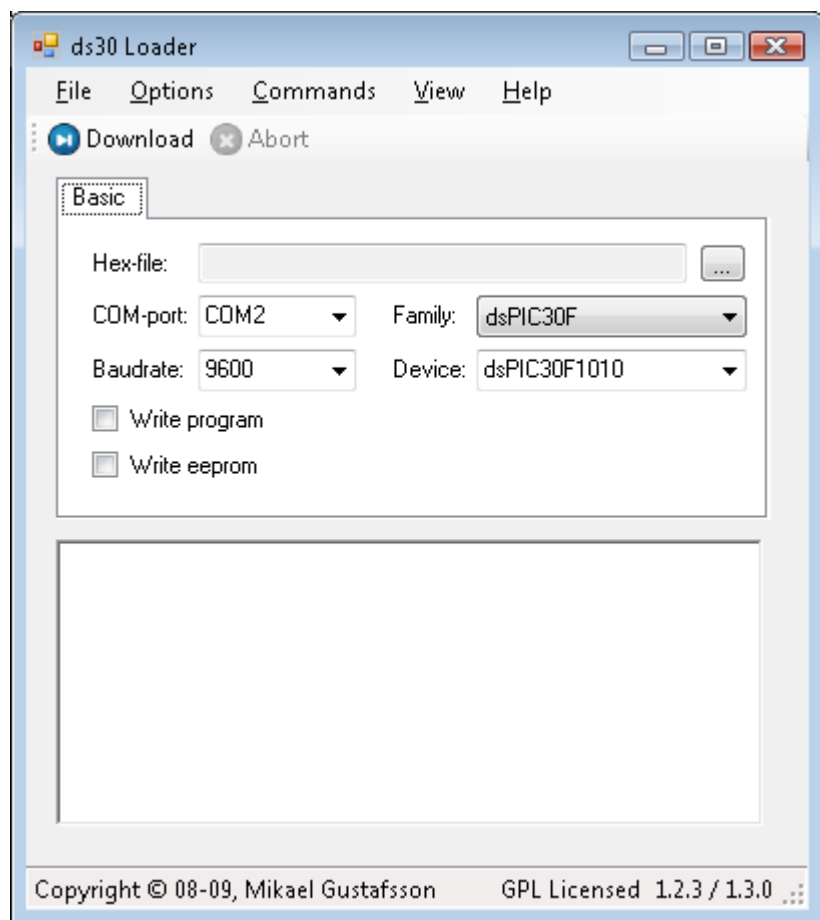 ds30 Loader
File Options Commands View Help
Download Abort
Basic
Hex-file: ...
COM-port: COM2 Family: dsPIC30F
Baudrate: 9600 Device: dsPIC30F1010
Write program
Write eeprom
Copyright © 08-09, Mikael Gustafsson GPL Licensed 1.2.3 / 1.3.0